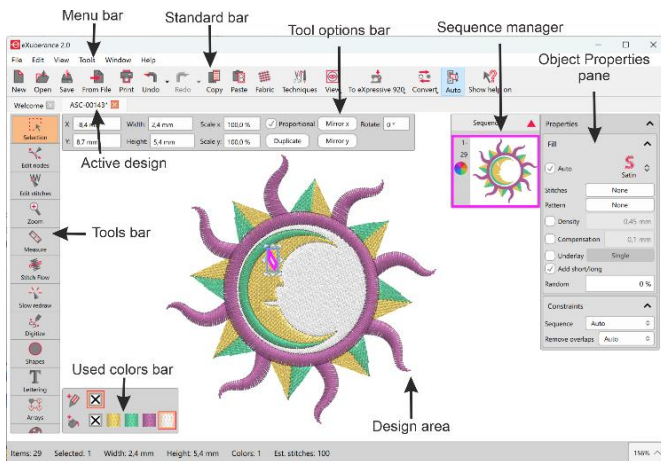 Menu bar
Standard bar
Tool options bar
Sequence manager
Object Properties
pane
eXuberance 2.0
File Edit View Tools Window Help
New Open Save From File Print Undo Redo Copy Paste Fabric Techniques View To eXpressive 920 Convert Auto Show help on
Welcome ASC-00143*
X: -8,4 mm Width: 2,4 mm Scale x: 100,0 % Proportional Mirror x Rotate: 0 °
Y: 8,7 mm Height: 5,4 mm Scale y: 100,0 % Duplicate Mirror y
Active design
Selection
Edit nodes
Edit stitches
Zoom
Measure
Stitch Flow
Slow redraw
Digitize
Shapes
Lettering
Arrays
Tools bar
Used colors bar
Design area
Sequence
1-
29
Properties
Fill
Auto
Satin
Stitches None
Pattern None
Density 0,45 mm
Compensation 0,1 mm
Underlay Single
Add short/long
Random 0 %
Constraints
Sequence Auto
Remove overlaps Auto
Items: 29 Selected: 1 Width: 2,4 mm Height: 5,4 mm Colors: 1 Est. stitches: 100